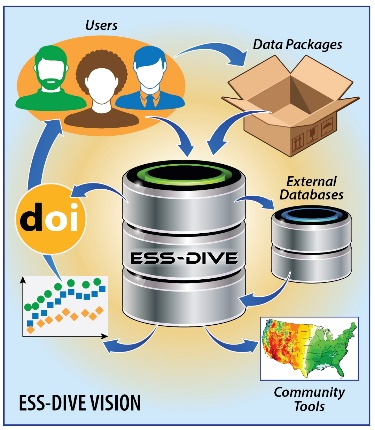 Users
Data Packages
External
Databases
doi
ESS-DIVE
Community
Tools
ESS-DIVE VISION